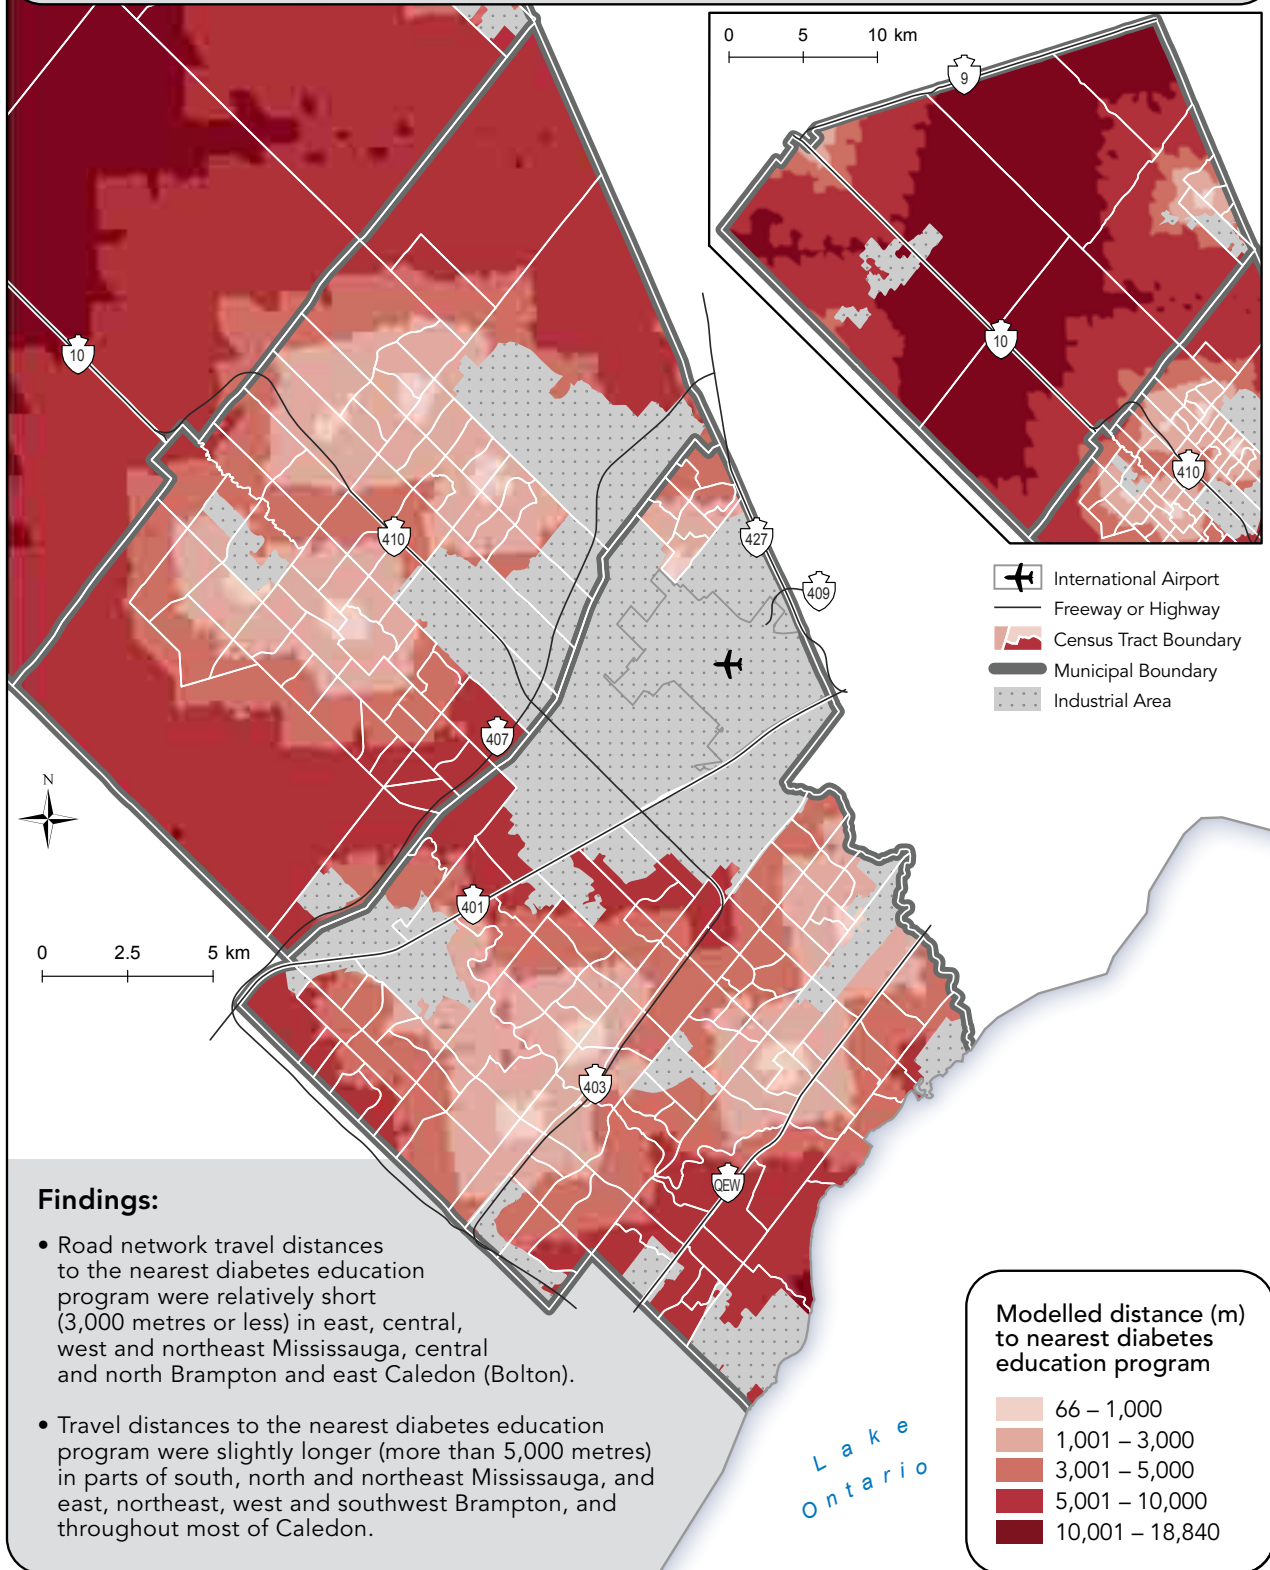 0 5 10 km
9
10
410
10
410
427
409
407
401
403
QEW
International Airport
Freeway or Highway
Census Tract Boundary
Municipal Boundary
Industrial Area
N
0 2.5 5 km
Findings:
• Road network travel distances
to the nearest diabetes education
program were relatively short
(3,000 metres or less) in east, central,
west and northeast Mississauga, central
and north Brampton and east Caledon (Bolton).
• Travel distances to the nearest diabetes education
program were slightly longer (more than 5,000 metres)
in parts of south, north and northeast Mississauga, and
east, northeast, west and southwest Brampton, and
throughout most of Caledon.
Lake
Ontario
Modelled distance (m)
to nearest diabetes
education program
66 – 1,000
1,001 – 3,000
3,001 – 5,000
5,001 – 10,000
10,001 – 18,840